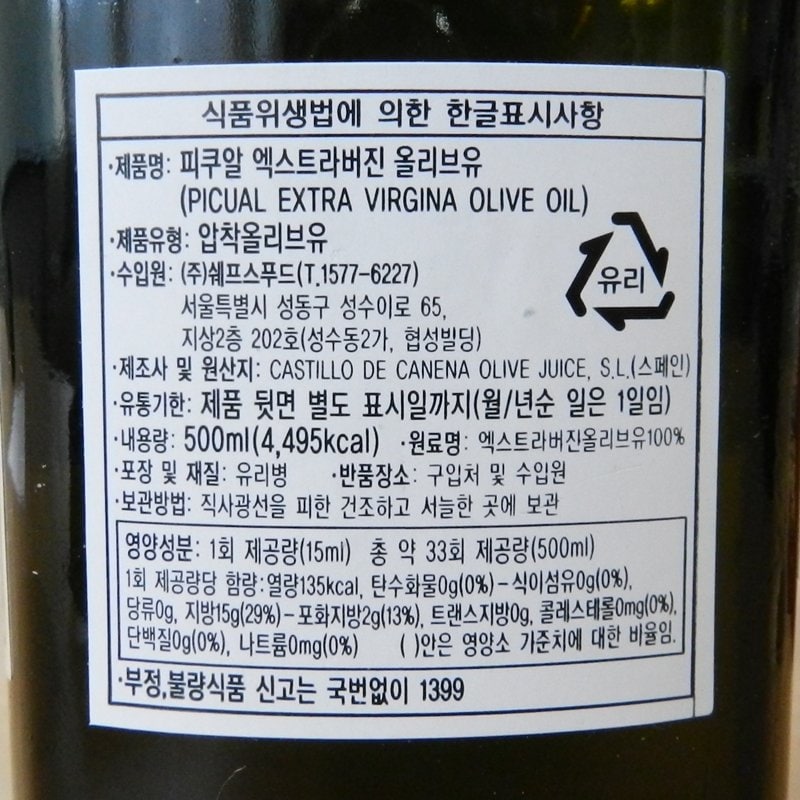 식품위생법에 의한 한글표시사항
·제품명: 피쿠알 엑스트라버진 올리브유
(PICUAL EXTRA VIRGINA OLIVE OIL)
·제품유형: 압착올리브유
·수입원: (주)쉐프스푸드(T.1577-6227)
서울특별시 성동구 성수이로 65,
지상2층 202호(성수동2가, 협성빌딩)
유리
·제조사 및 원산지: CASTILLO DE CANENA OLIVE JUICE, S.L.(스페인)
·유통기한: 제품 뒷면 별도 표시일까지(월/년순 일은 1일임)
·내용량: 500ml(4,495kcal) ·원료명: 엑스트라버진올리브유100%
·포장 및 재질: 유리병 ·반품장소: 구입처 및 수입원
·보관방법: 직사광선을 피한 건조하고 서늘한 곳에 보관
영양성분: 1회 제공량(15ml) 총 약 33회 제공량(500ml)
1회 제공량당 함량:열량135kcal, 탄수화물0g(0%)-식이섬유0g(0%),
당류0g, 지방15g(29%)-포화지방2g(13%), 트랜스지방0g, 콜레스테롤0mg(0%),
단백질0g(0%), 나트륨0mg(0%) ( )안은 영양소 기준치에 대한 비율임.
·부정,불량식품 신고는 국번없이 1399